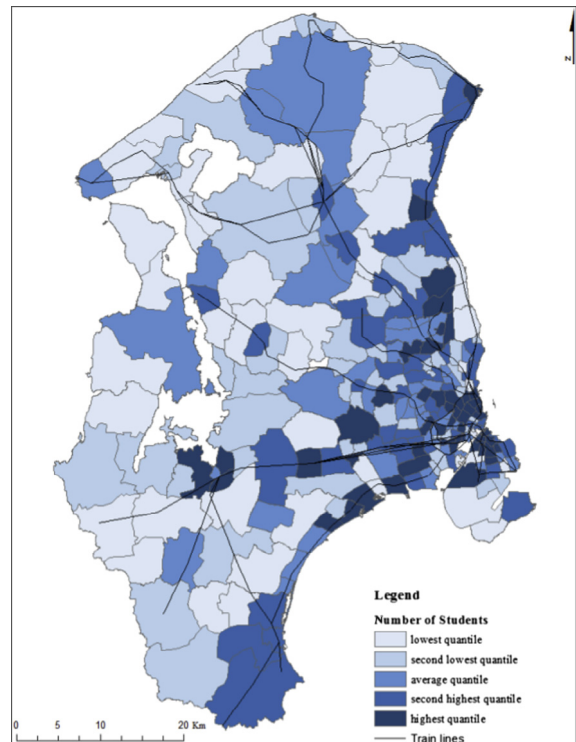 N
Legend
Number of Students
lowest quantile
second lowest quantile
average quantile
second highest quantile
highest quantile
Train lines
0 5 10 20 Km